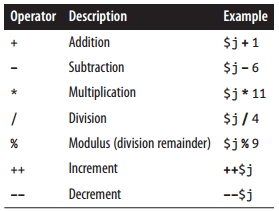 Operator Description Example
+ Addition $j + 1
- Subtraction $j - 6
* Multiplication $j * 11
/ Division $j / 4
% Modulus (division remainder) $j % 9
++ Increment ++$j
-- Decrement --$j